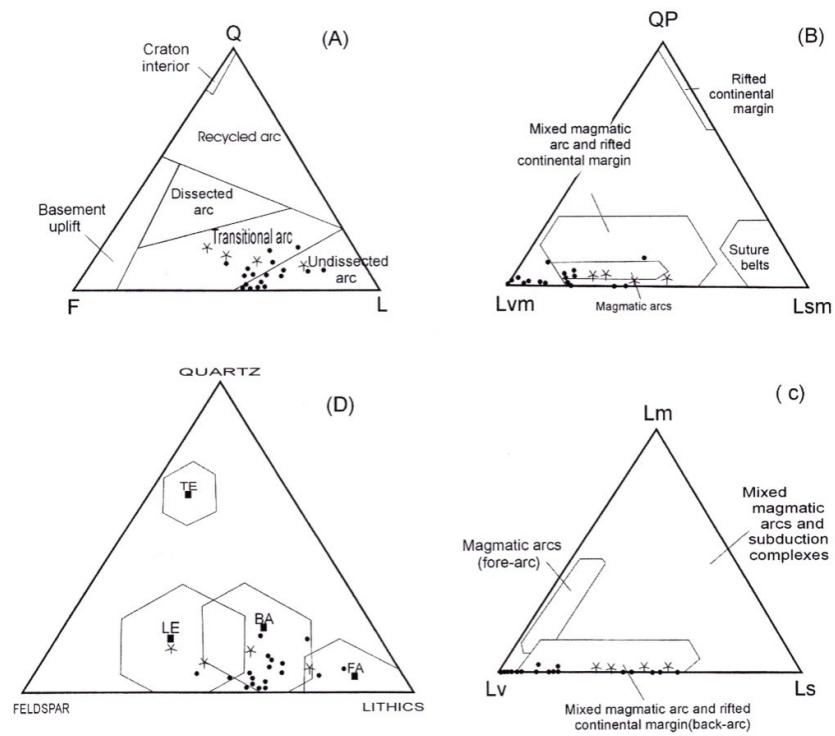 (A)
Q
Craton
interior
Recycled arc
Dissected
arc
Basement
uplift
Transitional arc
Undissected
arc
F
L
(B)
QP
Rifted
continental
margin
Mixed magmatic
arc and rifted
continental margin
Suture
belts
Lvm
Magmatic arcs
Lsm
(D)
QUARTZ
TE
LE
BA
FA
FELDSPAR
LITHICS
( c)
Lm
Mixed
magmatic
arcs and
subduction
complexes
Magmatic arcs
(fore-arc)
Lv
Ls
Mixed magmatic arc and rifted
continental margin(back-arc)